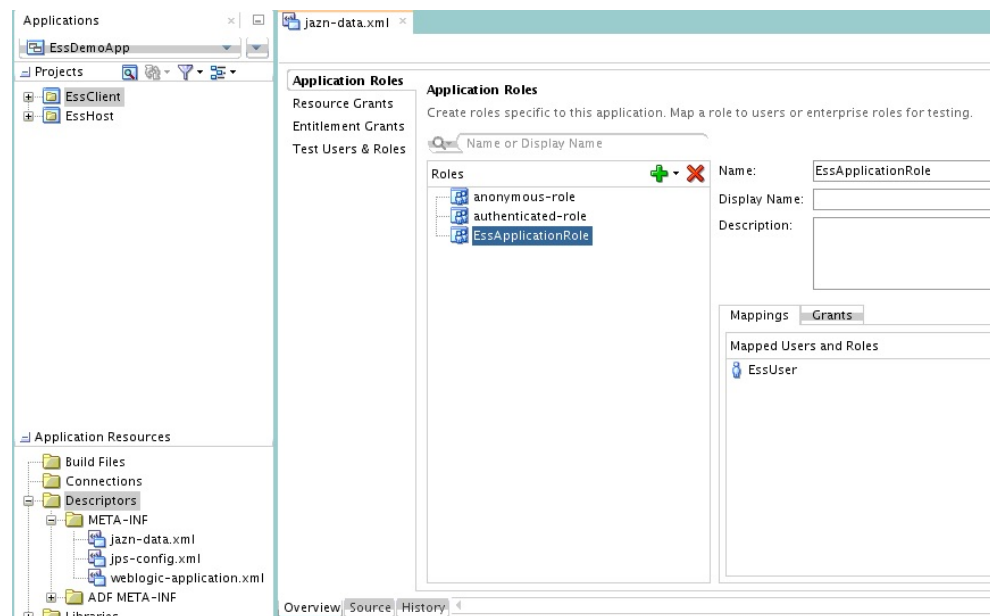 Applications
EssDemoApp
Projects
EssClient
EssHost
Application Resources
Build Files
Connections
Descriptors
META-INF
jazn-data.xml
jps-config.xml
weblogic-application.xml
ADF META-INF
Libraries
jazn-data.xml
Application Roles
Resource Grants
Entitlement Grants
Test Users & Roles
Application Roles
Create roles specific to this application. Map a role to users or enterprise roles for testing.
Name or Display Name
Roles
anonymous-role
authenticated-role
EssApplicationRole
Name: EssApplicationRole
Display Name:
Description:
Mappings Grants
Mapped Users and Roles
EssUser
Overview Source History